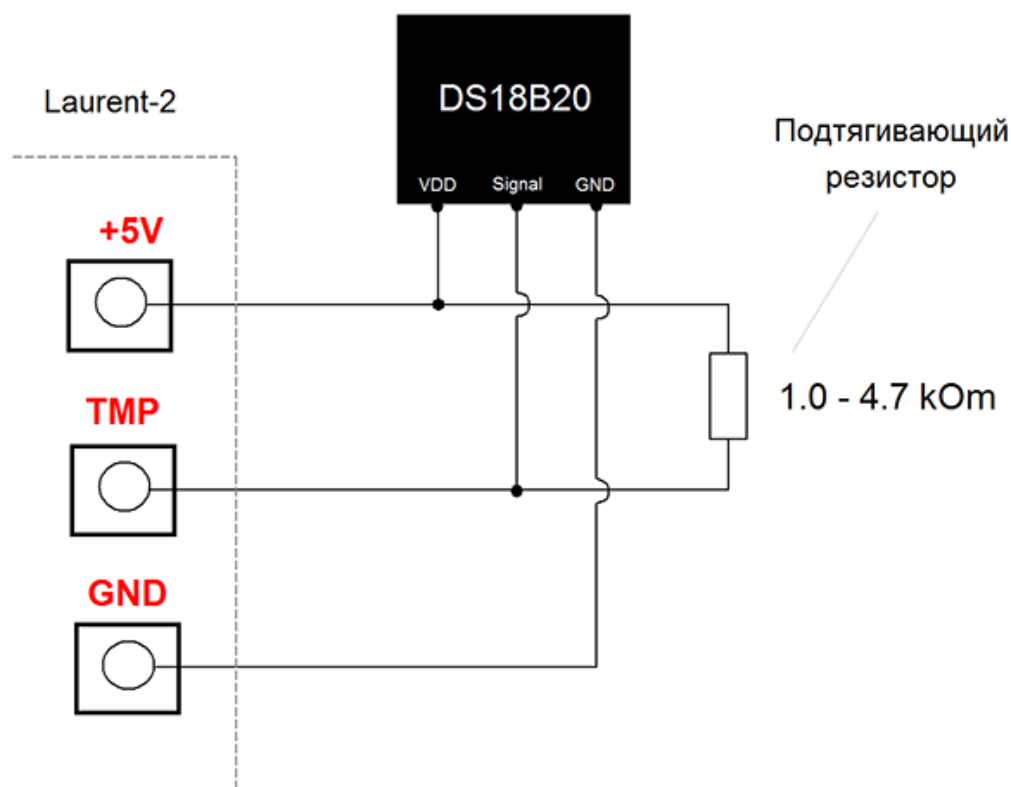 Laurent-2
DS18B20
VDD Signal GND
Подтягивающий
резистор
+5V
1.0 - 4.7 kOm
TMP
GND